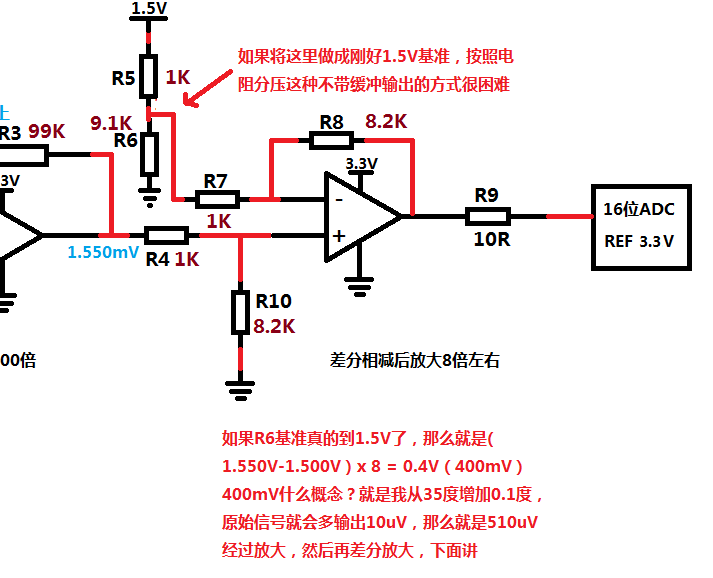 1.5V
如果将这里做成刚好1.5V基准，按照电
阻分压这种不带缓冲输出的方式很困难
R5 1K
上
R3 99K
9.1K
R6
R8 8.2K
3V
R7
3.3V
1K
-
+
R9
10R
16位ADC
REF 3.3V
1.550mV
R4 1K
R10
8.2K
00倍
差分相减后放大8倍左右
如果R6基准真的到1.5V了，那么就是(
1.550V-1.500V）x 8 = 0.4V（400mV）
400mV什么概念？就是我从35度增加0.1度，
原始信号就会多输出10uV，那么就是510uV
经过放大，然后再差分放大，下面讲